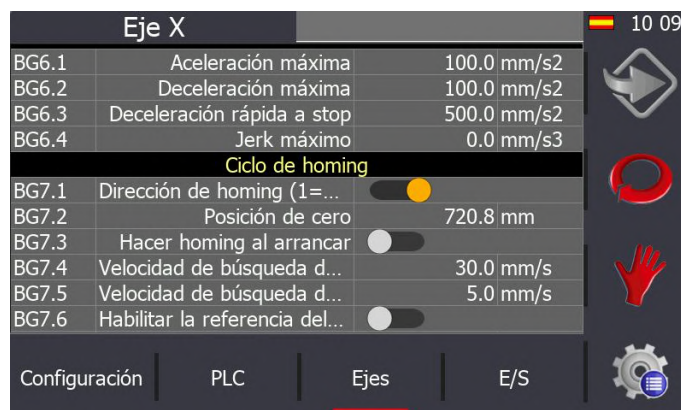 Eje X
10 09
BG6.1 Aceleración máxima 100.0 mm/s2
BG6.2 Deceleración máxima 100.0 mm/s2
BG6.3 Deceleración rápida a stop 500.0 mm/s2
BG6.4 Jerk máximo 0.0 mm/s3
Ciclo de homing
BG7.1 Dirección de homing (1=...
BG7.2 Posición de cero 720.8 mm
BG7.3 Hacer homing al arrancar
BG7.4 Velocidad de búsqueda d... 30.0 mm/s
BG7.5 Velocidad de búsqueda d... 5.0 mm/s
BG7.6 Habilitar la referencia del...
Configuración PLC Ejes E/S